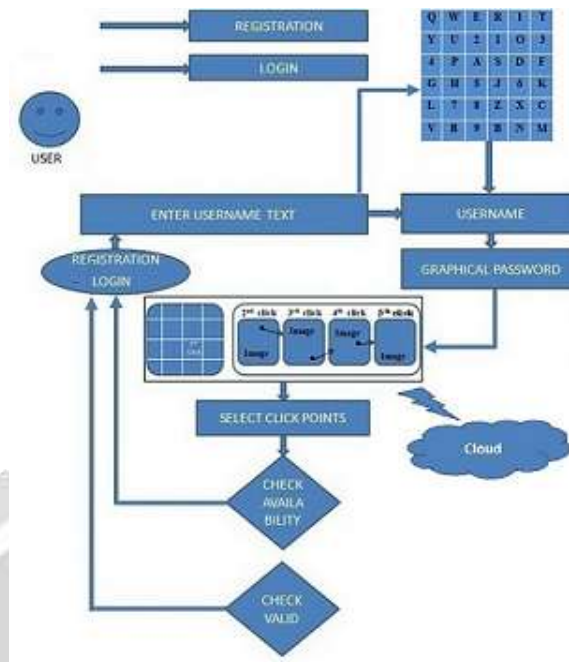 REGISTRATION
LOGIN
USER
Q W E R 1 T
Y U 2 I O 3
4 P A S D F
G H 5 J 6 K
L 7 8 Z X C
V R 9 B N M
ENTER USERNAME TEXT
USERNAME
REGISTRATION
LOGIN
GRAPHICAL PASSWORD
2nd click 3rd click 4th click 5th click
Image
Image
Image
Image
SELECT CLICK POINTS
Cloud
CHECK
AVAILA
BILITY
CHECK
VALID